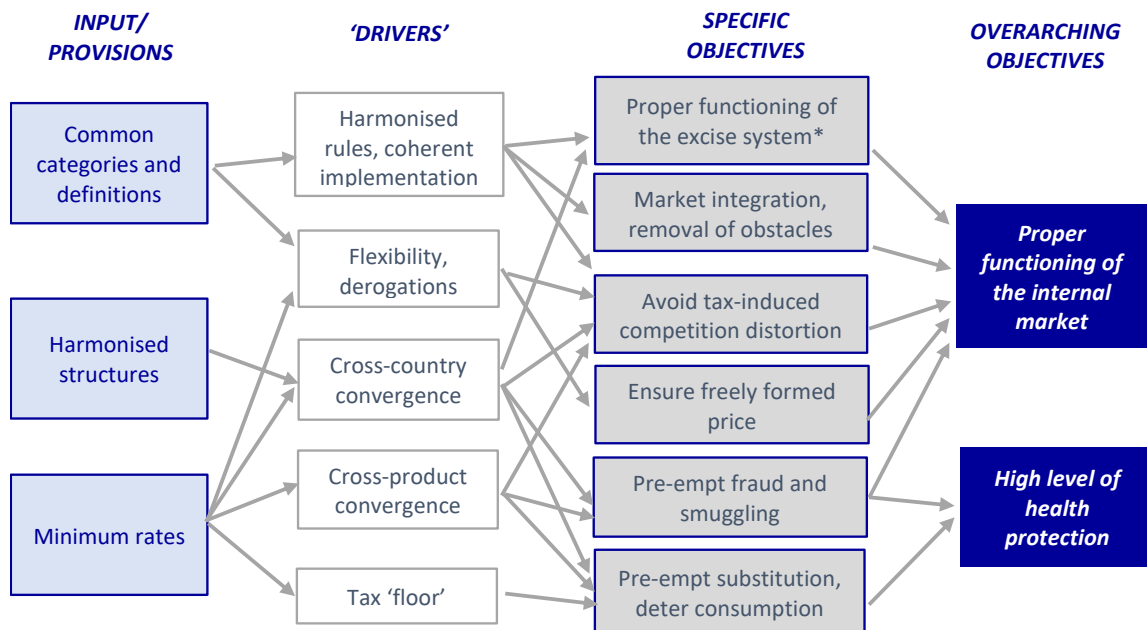 INPUT/
PROVISIONS
'DRIVERS'
SPECIFIC
OBJECTIVES
OVERARCHING
OBJECTIVES
Common
categories and
definitions
Harmonised
structures
Minimum rates
Harmonised
rules, coherent
implementation
Flexibility,
derogations
Cross-country
convergence
Cross-product
convergence
Tax 'floor'
Proper functioning of
the excise system*
Market integration,
removal of obstacles
Avoid tax-induced
competition distortion
Ensure freely formed
price
Pre-empt fraud and
smuggling
Pre-empt substitution,
deter consumption
Proper
functioning of
the internal
market
High level of
health
protection